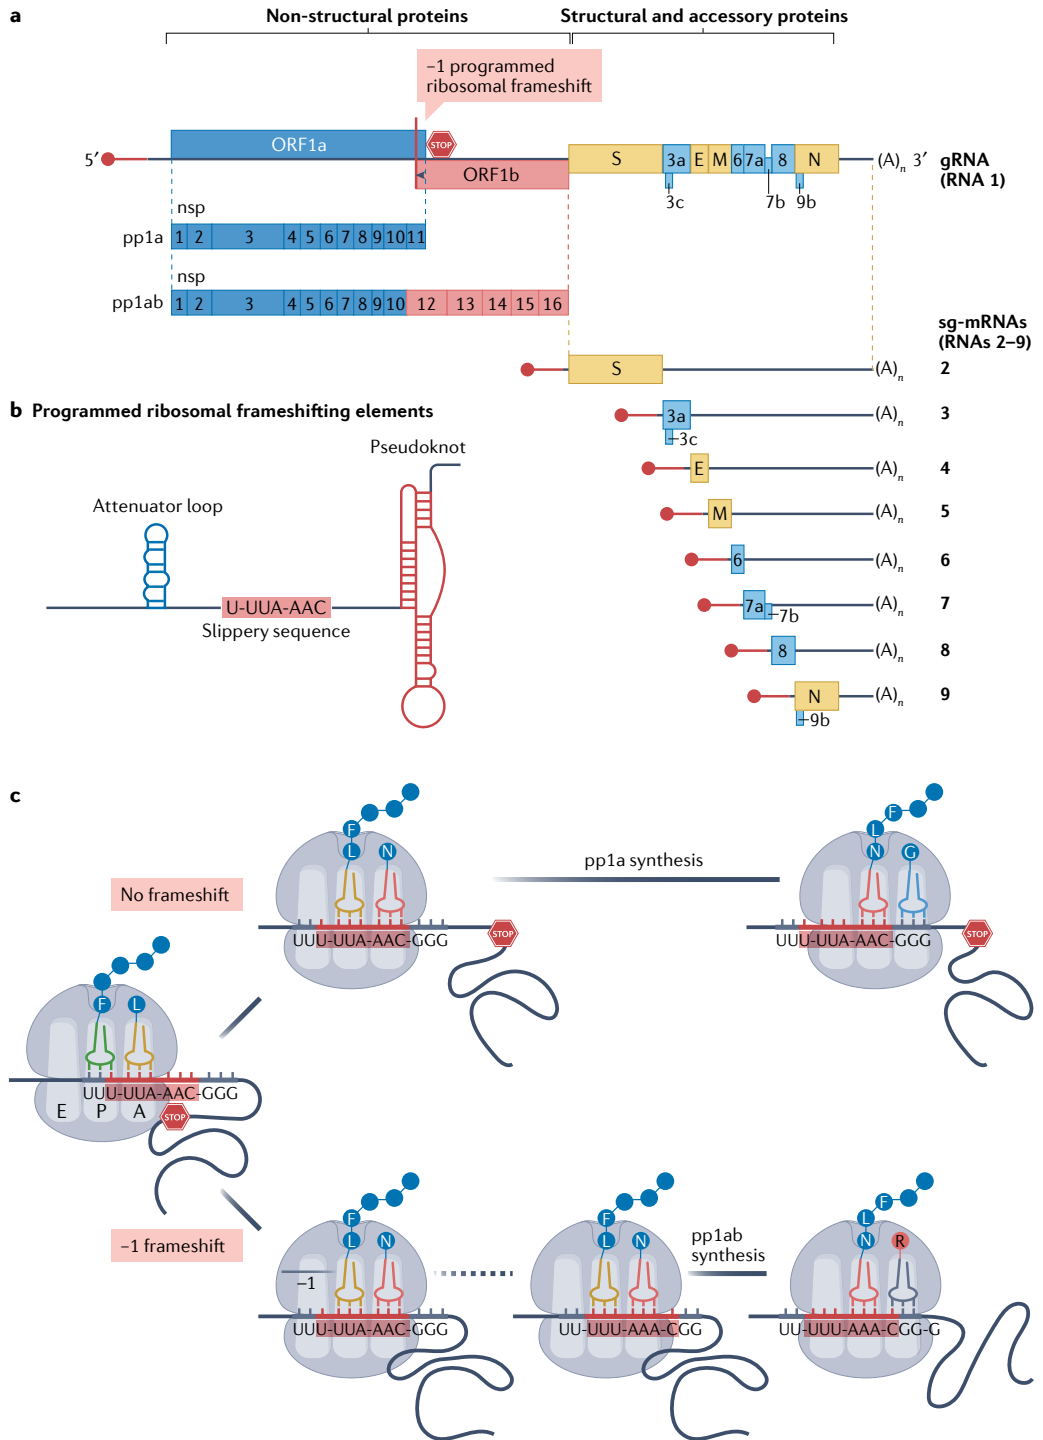 a
Non-structural proteins
Structural and accessory proteins
–1 programmed
ribosomal frameshift
5′
ORF1a
STOP
ORF1b
S
3a
E
M
6
7a
8
N
3c
7b
9b
(A)n 3′
gRNA
(RNA 1)
nsp
pp1a
1 2 3 4 5 6 7 8 9 10 11
nsp
pp1ab
1 2 3 4 5 6 7 8 9 10 12 13 14 15 16
sg-mRNAs
(RNAs 2–9)
S
(A)n
2
3a
3c
(A)n
3
E
(A)n
4
M
(A)n
5
6
(A)n
6
7a
7b
(A)n
7
8
(A)n
8
N
9b
(A)n
9
b Programmed ribosomal frameshifting elements
Pseudoknot
Attenuator loop
U-UUA-AAC
Slippery sequence
c
No frameshift
F
L N
UUU-UUA-AAC-GGG
STOP
pp1a synthesis
F
L
N G
UUU-UUA-AAC-GGG
STOP
F L
UUU-UUA-AAC-GGG
E P A
STOP
–1 frameshift
F
L N
–1
UUU-UUA-AAC-GGG
F
L N
UU-UUU-AAA-CGG
pp1ab
synthesis
F
L
N R
UU-UUU-AAA-CGG-G